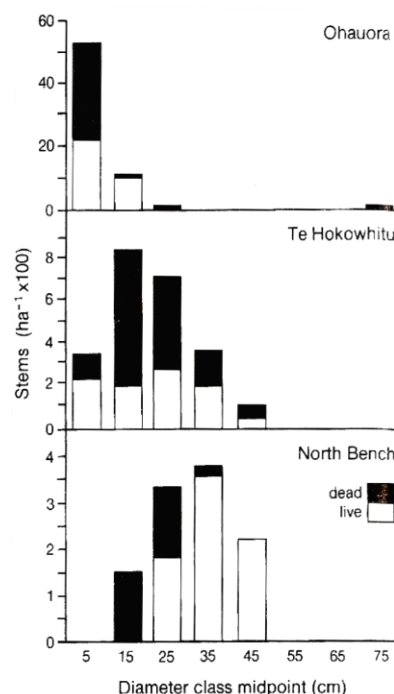 60
Ohauora
40
20
0
Te Hokowhitu
8
6
4
2
0
Stems (ha⁻¹ x100)
North Bench
dead
live
4
3
2
1
0
5 15 25 35 45 55 65 75
Diameter class midpoint (cm)